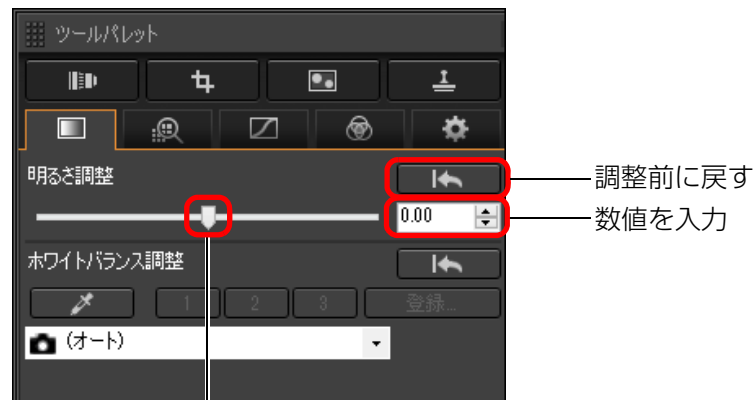 ツールパレット
明るさ調整
調整前に戻す
0.00
数値を入力
ホワイトバランス調整
1 2 3 登録...
(オート)